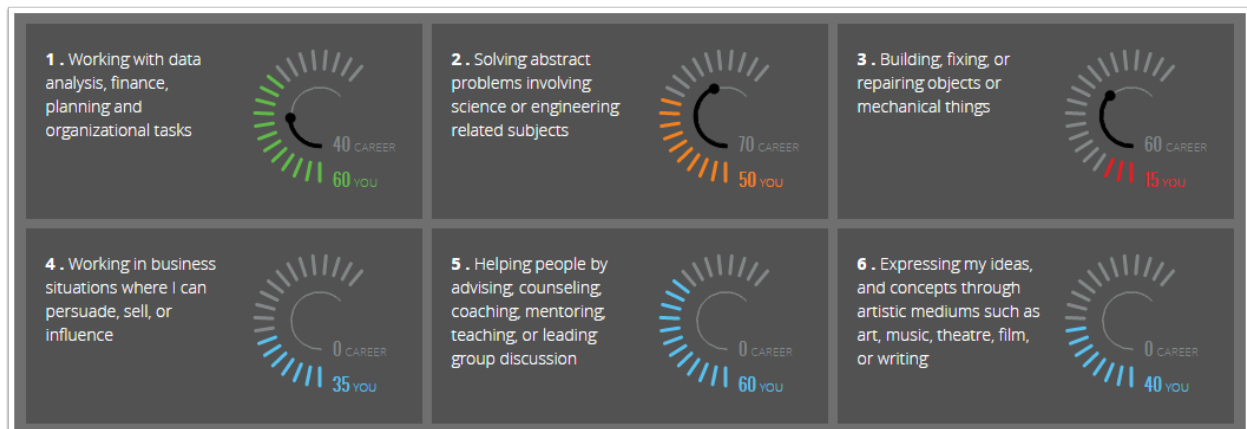 1 . Working with data
analysis, finance,
planning and
organizational tasks
40 CAREER
60 YOU
2 . Solving abstract
problems involving
science or engineering
related subjects
70 CAREER
50 YOU
3 . Building, fixing, or
repairing objects or
mechanical things
60 CAREER
15 YOU
4 . Working in business
situations where I can
persuade, sell, or
influence
0 CAREER
35 YOU
5 . Helping people by
advising, counseling,
coaching, mentoring,
teaching, or leading
group discussion
0 CAREER
60 YOU
6 . Expressing my ideas,
and concepts through
artistic mediums such as
art, music, theatre, film,
or writing
0 CAREER
40 YOU